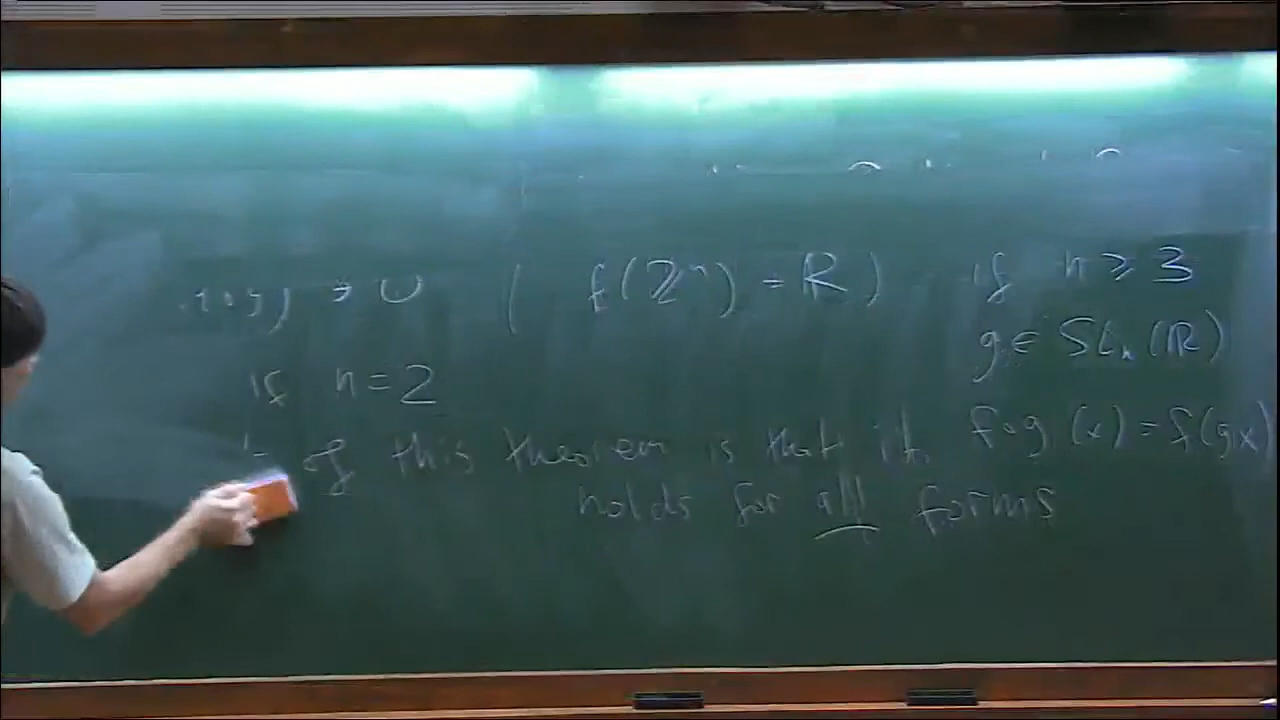 → 0 ( f(ℤⁿ) = ℝ ) if n ≥ 3
g ∈ SLₙ(ℝ)
if n = 2
of this theorem is that it
f∘g (x) = f(gx)
holds for all forms